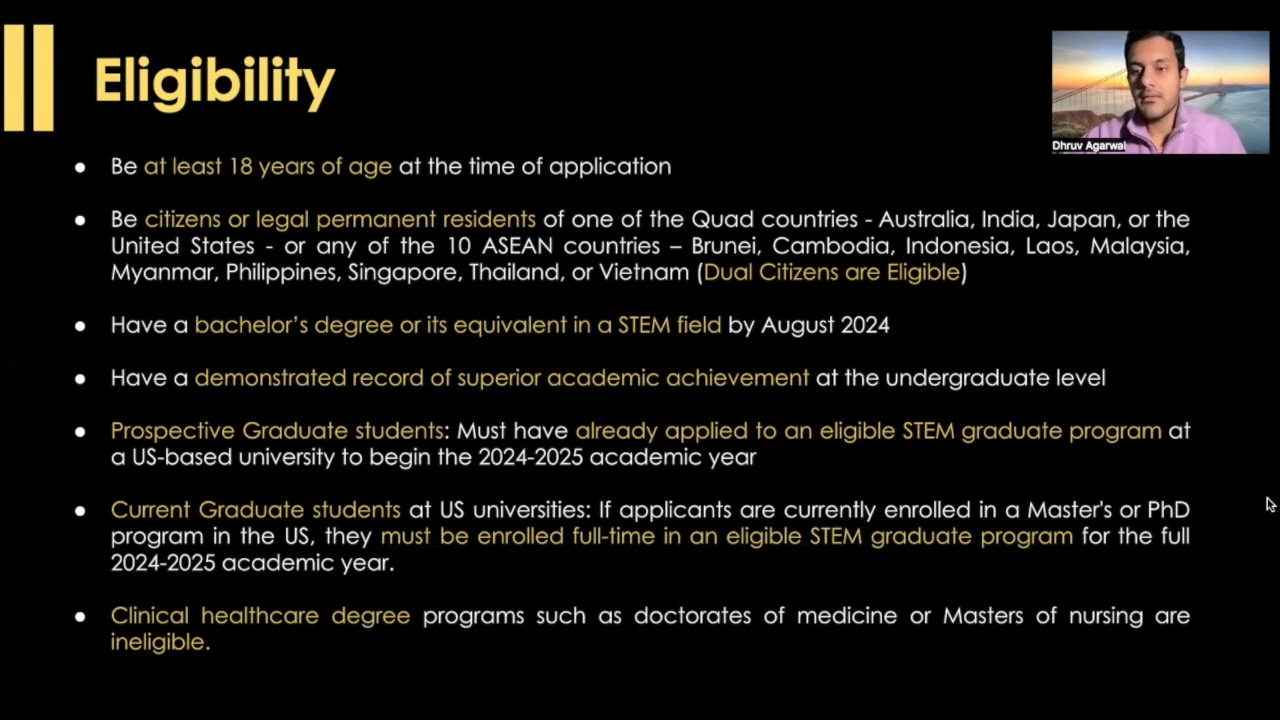 Eligibility
Dhruv Agarwal
● Be at least 18 years of age at the time of application
● Be citizens or legal permanent residents of one of the Quad countries - Australia, India, Japan, or the
United States - or any of the 10 ASEAN countries – Brunei, Cambodia, Indonesia, Laos, Malaysia,
Myanmar, Philippines, Singapore, Thailand, or Vietnam (Dual Citizens are Eligible)
● Have a bachelor’s degree or its equivalent in a STEM field by August 2024
● Have a demonstrated record of superior academic achievement at the undergraduate level
● Prospective Graduate students: Must have already applied to an eligible STEM graduate program at
a US-based university to begin the 2024-2025 academic year
● Current Graduate students at US universities: If applicants are currently enrolled in a Master's or PhD
program in the US, they must be enrolled full-time in an eligible STEM graduate program for the full
2024-2025 academic year.
● Clinical healthcare degree programs such as doctorates of medicine or Masters of nursing are
ineligible.